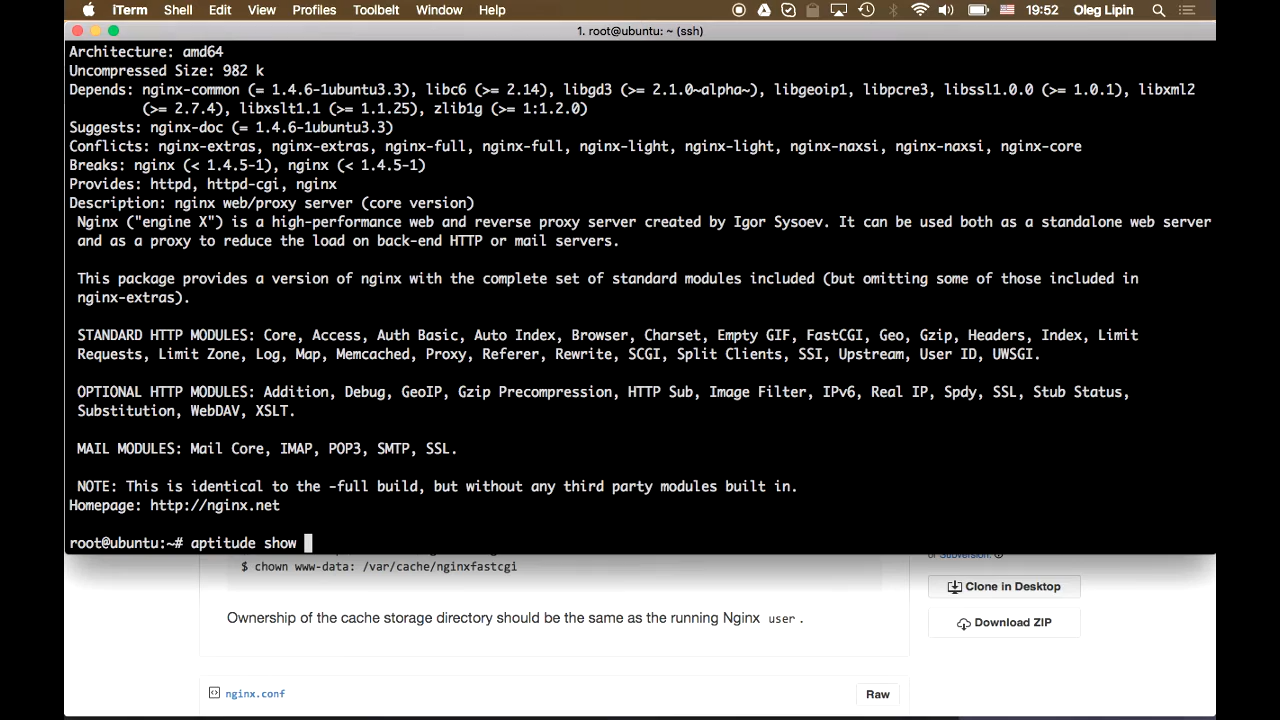 iTerm Shell Edit View Profiles Toolbelt Window Help 19:52 Oleg Lipin
1. root@ubuntu: ~ (ssh)
Architecture: amd64
Uncompressed Size: 982 k
Depends: nginx-common (= 1.4.6-1ubuntu3.3), libc6 (>= 2.14), libgd3 (>= 2.1.0~alpha~), libgeoip1, libpcre3, libssl1.0.0 (>= 1.0.1), libxml2
(>= 2.7.4), libxslt1.1 (>= 1.1.25), zlib1g (>= 1:1.2.0)
Suggests: nginx-doc (= 1.4.6-1ubuntu3.3)
Conflicts: nginx-extras, nginx-extras, nginx-full, nginx-full, nginx-light, nginx-light, nginx-naxsi, nginx-naxsi, nginx-core
Breaks: nginx (< 1.4.5-1), nginx (< 1.4.5-1)
Provides: httpd, httpd-cgi, nginx
Description: nginx web/proxy server (core version)
Nginx ("engine X") is a high-performance web and reverse proxy server created by Igor Sysoev. It can be used both as a standalone web server
and as a proxy to reduce the load on back-end HTTP or mail servers.
This package provides a version of nginx with the complete set of standard modules included (but omitting some of those included in
nginx-extras).
STANDARD HTTP MODULES: Core, Access, Auth Basic, Auto Index, Browser, Charset, Empty GIF, FastCGI, Geo, Gzip, Headers, Index, Limit
Requests, Limit Zone, Log, Map, Memcached, Proxy, Referer, Rewrite, SCGI, Split Clients, SSI, Upstream, User ID, UWSGI.
OPTIONAL HTTP MODULES: Addition, Debug, GeoIP, Gzip Precompression, HTTP Sub, Image Filter, IPv6, Real IP, Spdy, SSL, Stub Status,
Substitution, WebDAV, XSLT.
MAIL MODULES: Mail Core, IMAP, POP3, SMTP, SSL.
NOTE: This is identical to the -full build, but without any third party modules built in.
Homepage: http://nginx.net
root@ubuntu:~# aptitude show
or Subversion.
$ chown www-data: /var/cache/nginxfastcgi
Clone in Desktop
Ownership of the cache storage directory should be the same as the running Nginx user .
Download ZIP
nginx.conf
Raw